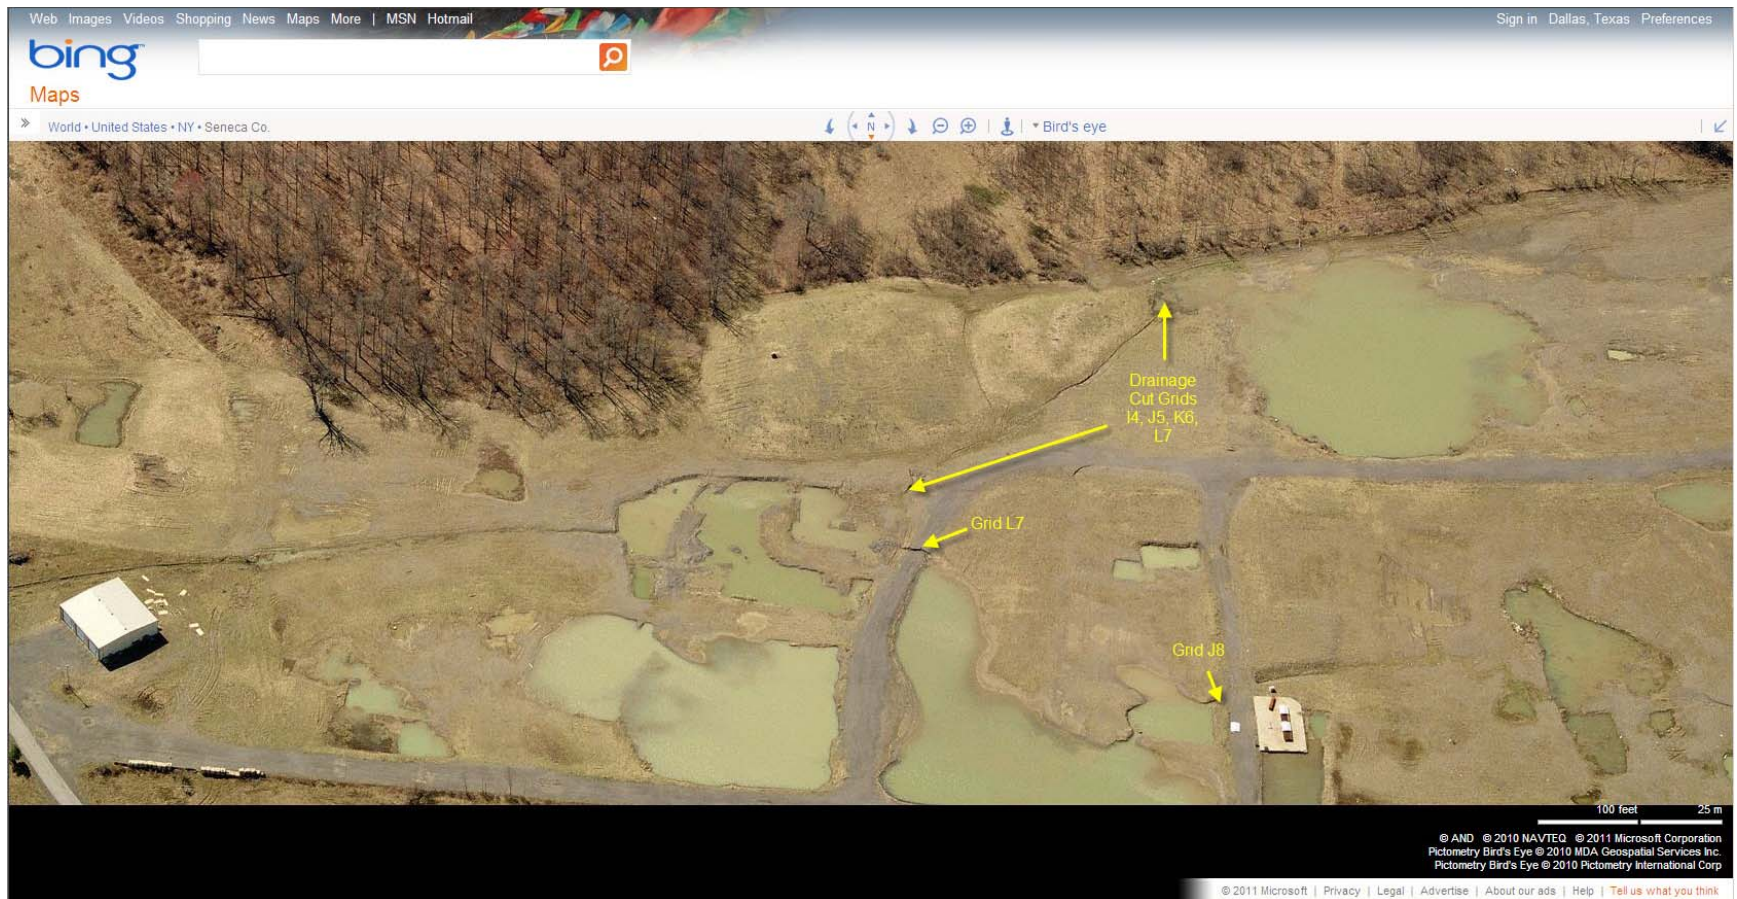 Web Images Videos Shopping News Maps More | MSN Hotmail
Sign in Dallas, Texas Preferences
bing™
Maps
» World • United States • NY • Seneca Co.
N
Bird's eye
Drainage
Cut Grids
I4, J5, K6,
L7
Grid L7
Grid J8
100 feet 25 m
© AND © 2010 NAVTEQ © 2011 Microsoft Corporation
Pictometry Bird's Eye © 2010 MDA Geospatial Services Inc.
Pictometry Bird's Eye © 2010 Pictometry International Corp
© 2011 Microsoft | Privacy | Legal | Advertise | About our ads | Help | Tell us what you think